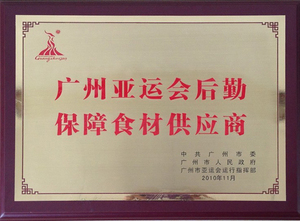 Guangzhou 2010
广州亚运会后勤
保障食材供应商
中共广州市委
广州市人民政府
广州市亚运会运行指挥部
2010年11月